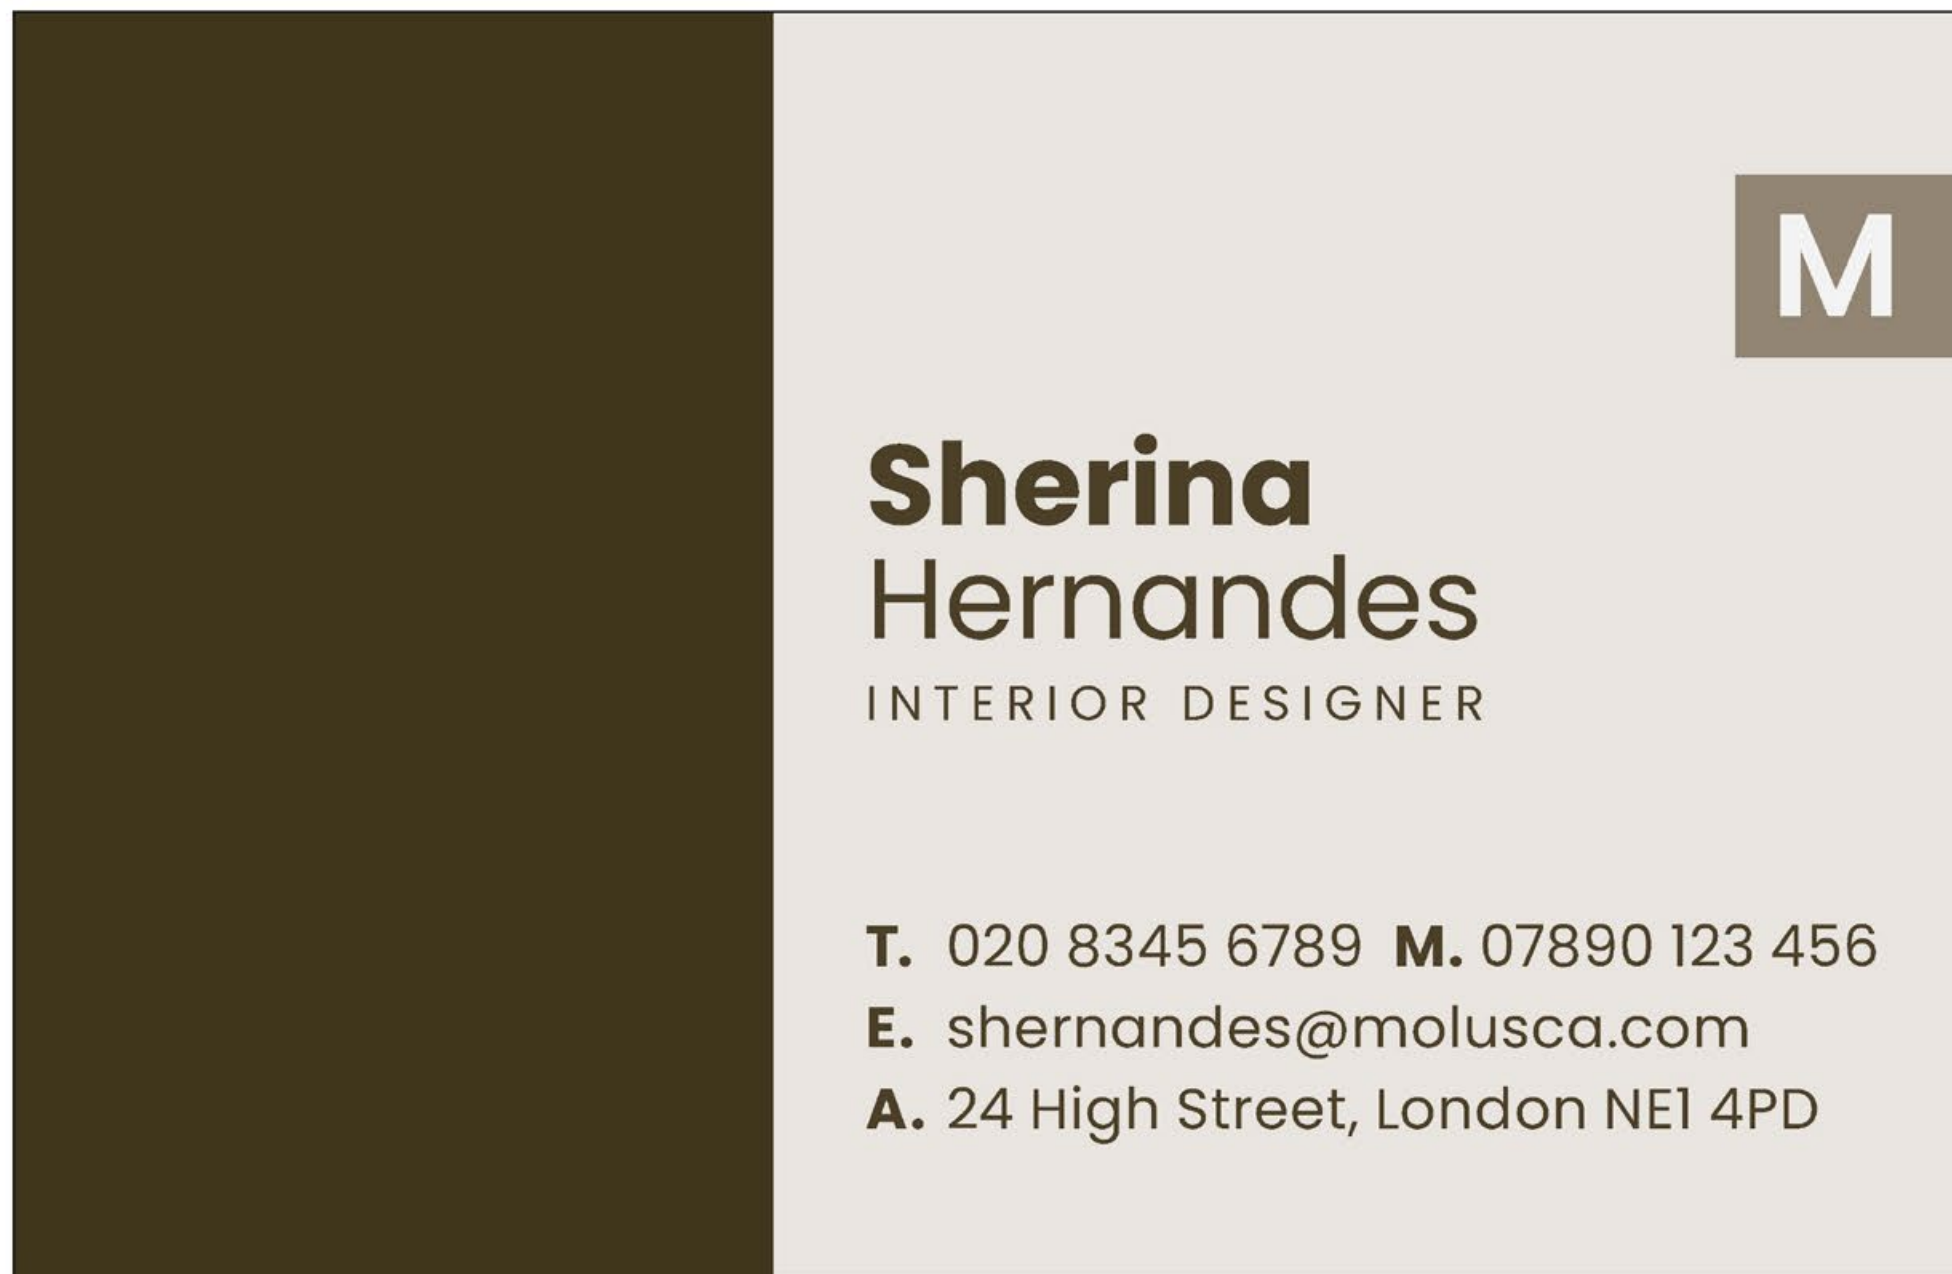 M
Sherina
Hernandes
INTERIOR DESIGNER
T. 020 8345 6789 M. 07890 123 456
E. shernandes@molusca.com
A. 24 High Street, London NE1 4PD